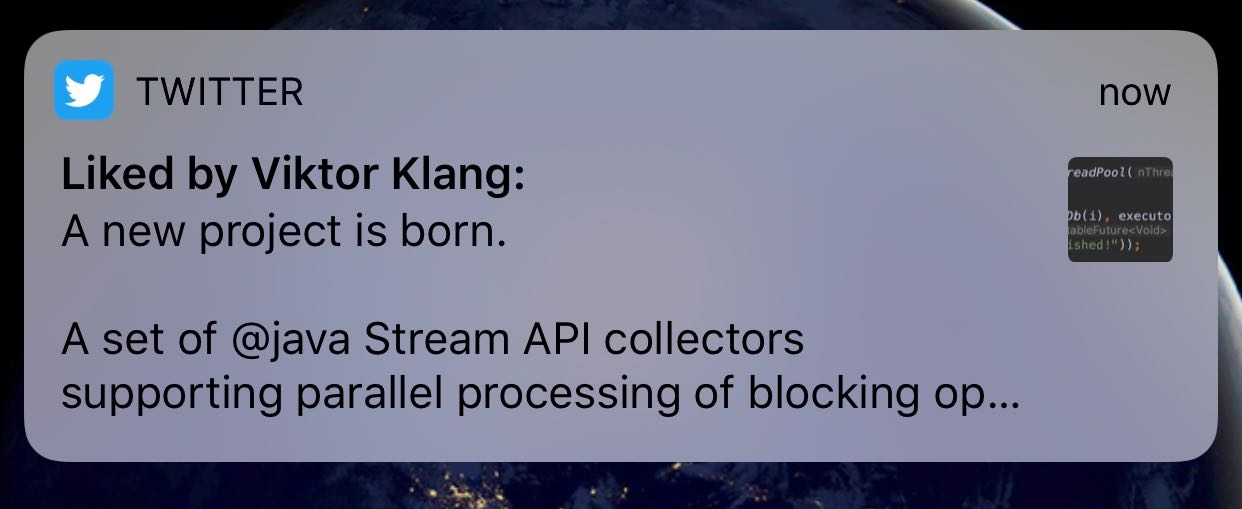 TWITTER
now
Liked by Viktor Klang:
A new project is born.
A set of @java Stream API collectors
supporting parallel processing of blocking op...
readPool( nThrea
Ob(i), executo
tableFuture<Void>
ished!"));